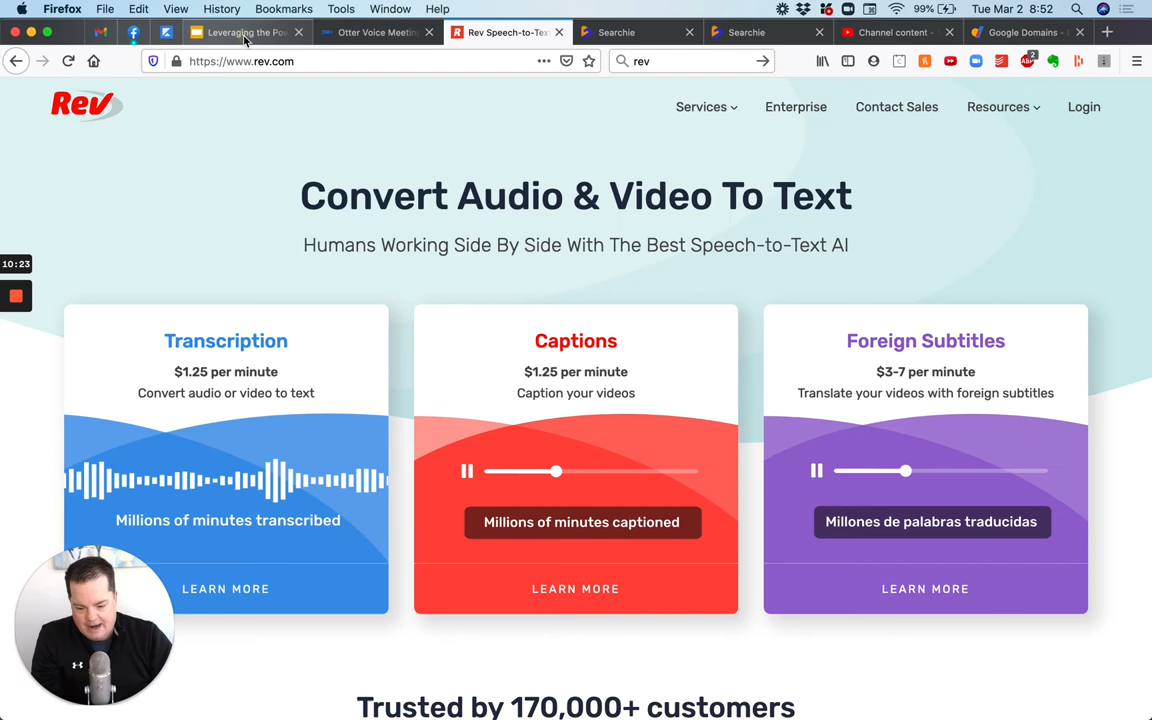 Firefox File Edit View History Bookmarks Tools Window Help 99% Tue Mar 2 8:52
Leveraging the Pow
Otter Voice Meeting
Rev Speech-to-Tex
Searchie
Searchie
Channel content -
Google Domains -
https://www.rev.com
rev
2
Rev
Services
Enterprise
Contact Sales
Resources
Login
Convert Audio & Video To Text
Humans Working Side By Side With The Best Speech-to-Text AI
10:23
Transcription
$1.25 per minute
Convert audio or video to text
Millions of minutes transcribed
LEARN MORE
Captions
$1.25 per minute
Caption your videos
Millions of minutes captioned
LEARN MORE
Foreign Subtitles
$3-7 per minute
Translate your videos with foreign subtitles
Millones de palabras traducidas
LEARN MORE
Trusted by 170,000+ customers